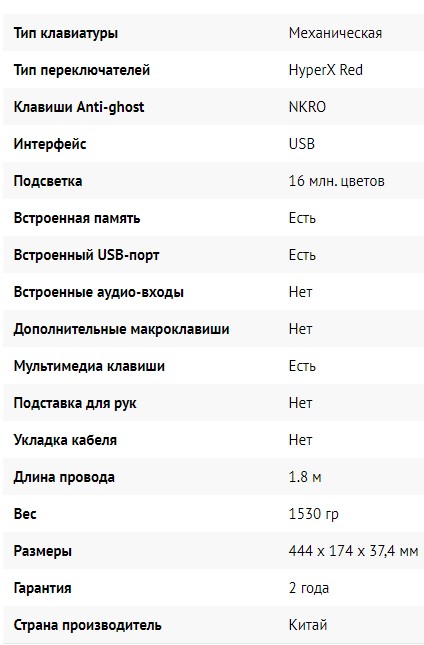 Тип клавиатуры Механическая
Тип переключателей HyperX Red
Клавиши Anti-ghost NKRO
Интерфейс USB
Подсветка 16 млн. цветов
Встроенная память Есть
Встроенный USB-порт Есть
Встроенные аудио-входы Нет
Дополнительные макроклавиши Нет
Мультимедиа клавиши Есть
Подставка для рук Нет
Укладка кабеля Нет
Длина провода 1.8 м
Вес 1530 гр
Размеры 444 x 174 x 37,4 мм
Гарантия 2 года
Страна производитель Китай